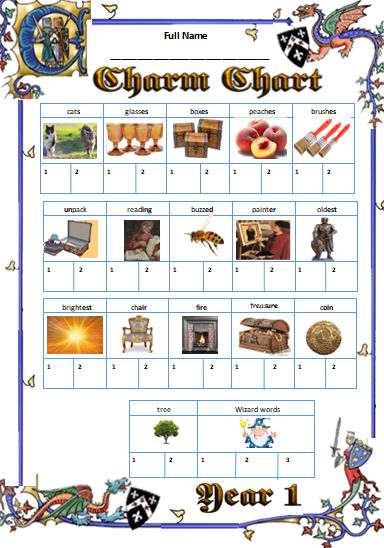 Full Name
Charm Chart
cats glasses boxes peaches brushes
1 2 1 2 1 2 1 2 1 2
unpack reading buzzed painter oldest
1 2 1 2 1 2 1 2 1 2
brightest chair fire treasure coin
1 2 1 2 1 2 1 2 1 2
tree Wizard words
1 2 1 2 3
Year 1